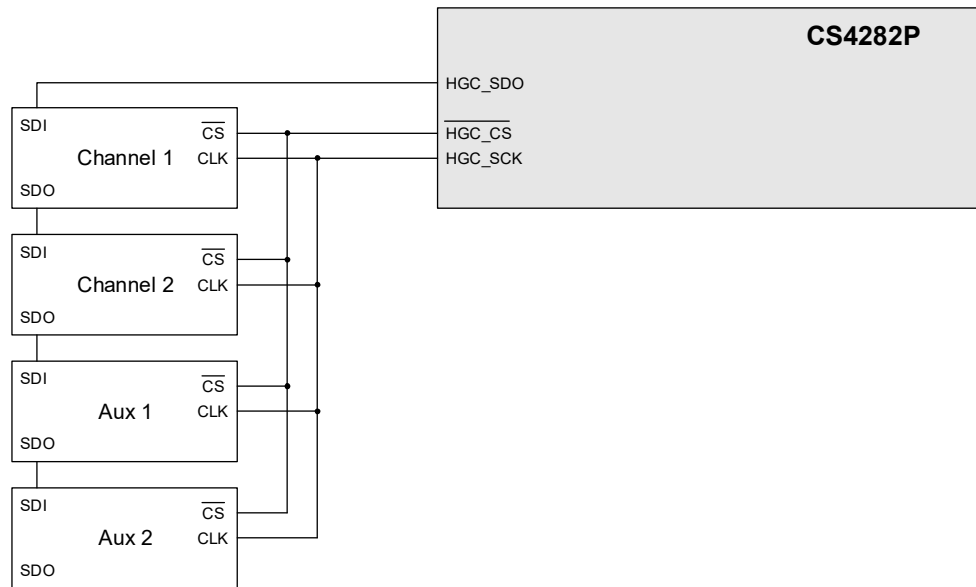 CS4282P
HGC_SDO
HGC_CS
HGC_SCK
SDI
CS
Channel 1
CLK
SDO
SDI
CS
Channel 2
CLK
SDO
SDI
CS
Aux 1
CLK
SDO
SDI
CS
Aux 2
CLK
SDO